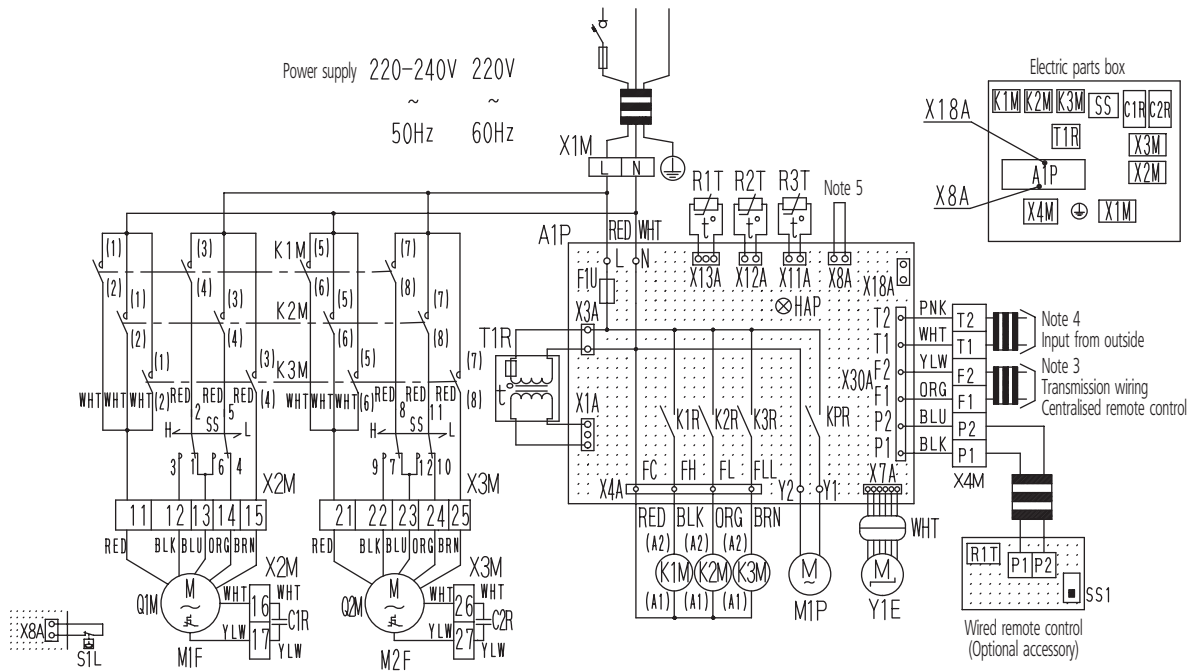 Power supply 220-240V 220V
~ ~
50Hz 60Hz
X1M
L N
Electric parts box
K1M K2M K3M SS C1R C2R
X18A
T1R
X3M
A1P
X2M
X8A
X4M X1M
R1T R2T R3T Note 5
t° t° t°
A1P RED WHT
L N
X13A X12A X11A X8A X18A
F1U
HAP
X3A
T1R
t°
X1A
(1) (3) K1M (5) (7)
(2) (4) (6) (8)
(1) (3) K2M (5) (7)
(2) (4) (6) (8)
(1) (3) K3M (5) (7)
(2) (4) (6) (8)
WHT WHT WHT RED RED RED WHT WHT WHT RED RED RED
2 5 8 11
H SS L H SS L
3 1 6 4 9 7 12 10
X2M X3M
11 12 13 14 15 21 22 23 24 25
RED BLK BLU ORG BRN RED BLK BLU ORG BRN
X2M X3M
M ~ M ~
Q1M Q2M
WHT 16 WHT C1R WHT 26 WHT C2R
YLW 17 YLW YLW 27 YLW
M1F M2F
X8A
S1L
K1R K2R K3R KPR
FC FH FL FLL
X4A Y2 Y1
X7A
RED BLK ORG BRN
(A2) (A2) (A2)
K1M K2M K3M
(A1) (A1) (A1)
M ~
M1P
WHT
M
Y1E
X30A
T2 PNK T2
T1 WHT T1
F2 YLW F2
F1 ORG F1
P2 BLU P2
P1 BLK P1
X4M
Note 4
Input from outside
Note 3
Transmission wiring
Centralised remote control
R1T P1 P2
SS1
Wired remote control
(Optional accessory)